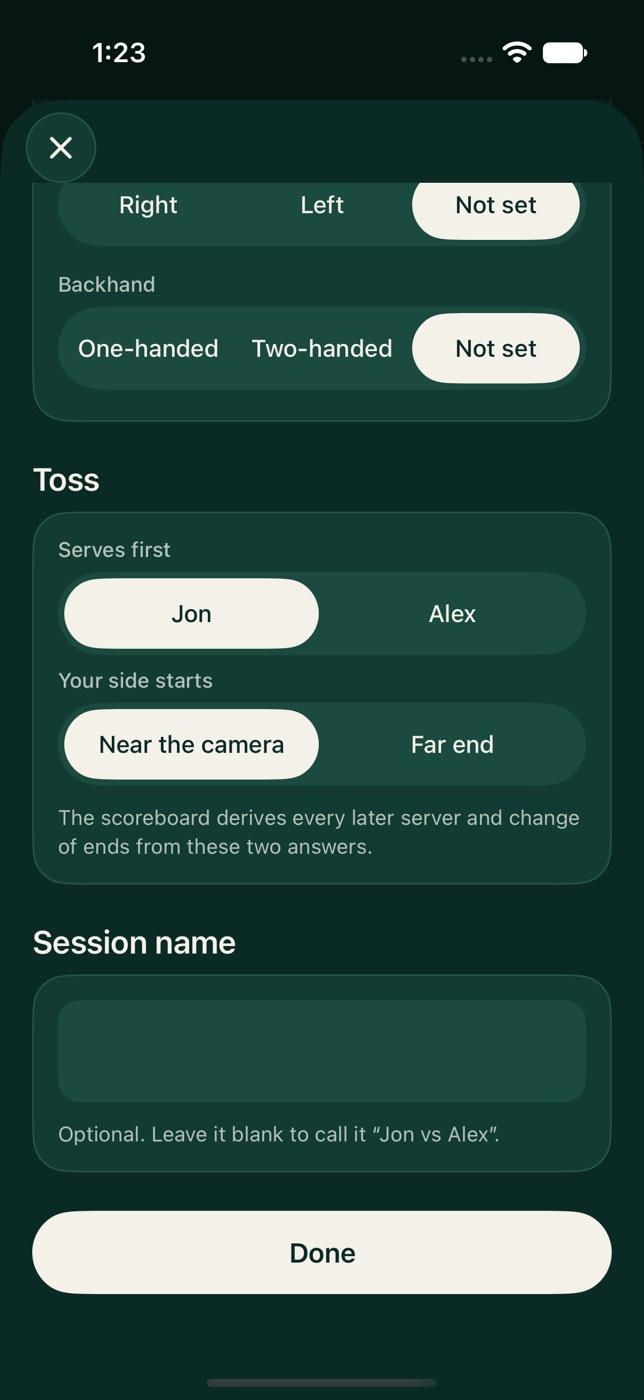 1:23
Right Left Not set
Backhand
One-handed Two-handed Not set
Toss
Serves first
Jon Alex
Your side starts
Near the camera Far end
The scoreboard derives every later server and change
of ends from these two answers.
Session name
Optional. Leave it blank to call it “Jon vs Alex”.
Done